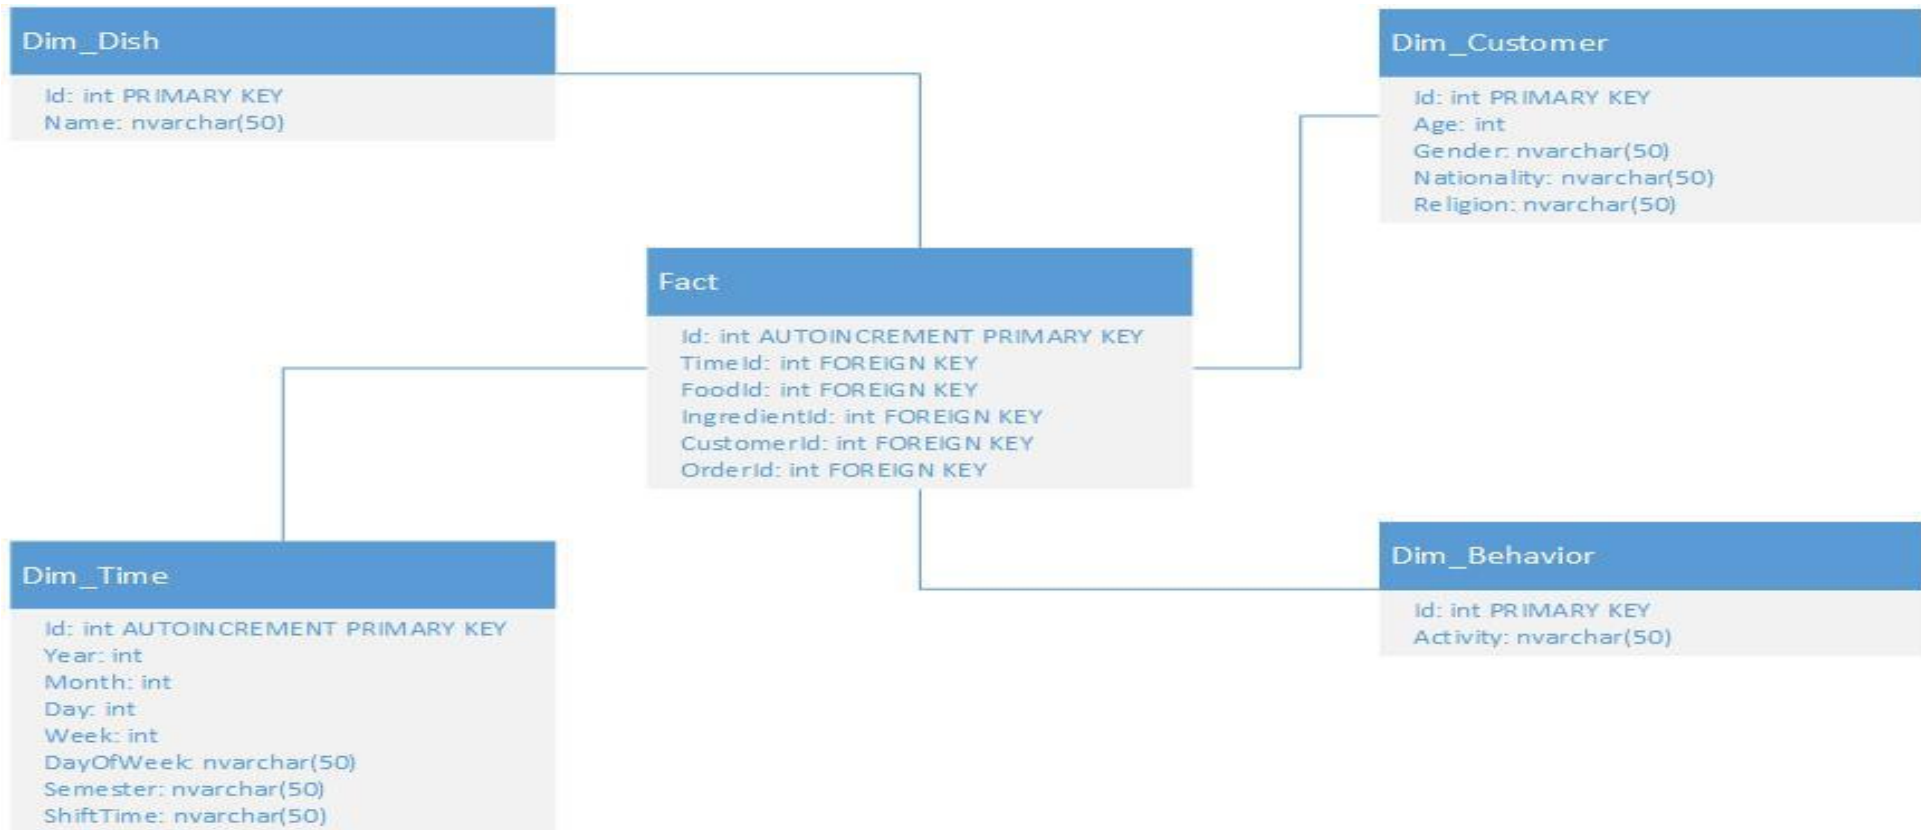 Dim_Dish
Id: int PRIMARY KEY
Name: nvarchar(50)
Dim_Customer
Id: int PRIMARY KEY
Age: int
Gender: nvarchar(50)
Nationality: nvarchar(50)
Religion: nvarchar(50)
Fact
Id: int AUTOINCREMENT PRIMARY KEY
TimeId: int FOREIGN KEY
FoodId: int FOREIGN KEY
IngredientId: int FOREIGN KEY
CustomerId: int FOREIGN KEY
OrderId: int FOREIGN KEY
Dim_Time
Id: int AUTOINCREMENT PRIMARY KEY
Year: int
Month: int
Day: int
Week: int
DayOfWeek: nvarchar(50)
Semester: nvarchar(50)
ShiftTime: nvarchar(50)
Dim_Behavior
Id: int PRIMARY KEY
Activity: nvarchar(50)